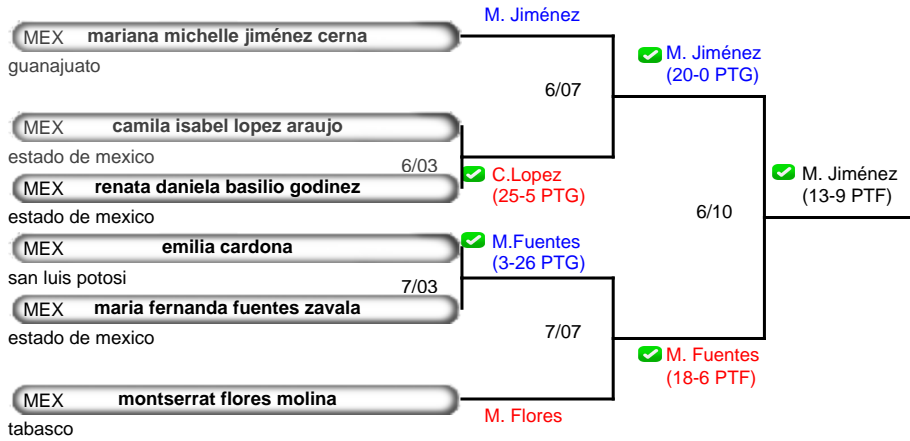 M. Jiménez
MEX mariana michelle jiménez cerna
guanajuato
M. Jiménez
(20-0 PTG)
6/07
MEX camila isabel lopez araujo
estado de mexico
6/03
C.Lopez
(25-5 PTG)
MEX renata daniela basilio godinez
estado de mexico
M. Jiménez
(13-9 PTF)
6/10
MEX emilia cardona
san luis potosi
M.Fuentes
(3-26 PTG)
7/03
MEX maria fernanda fuentes zavala
estado de mexico
7/07
M. Fuentes
(18-6 PTF)
MEX montserrat flores molina
tabasco
M. Flores